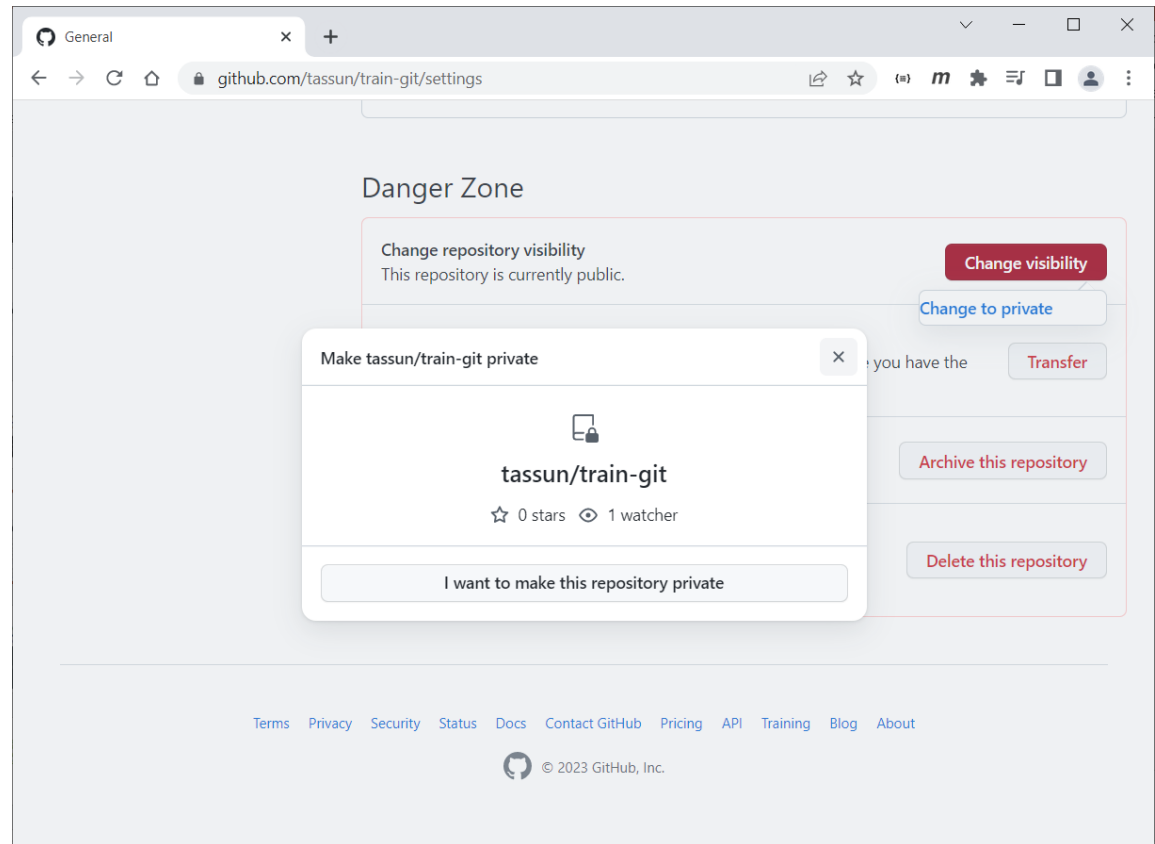 General
github.com/tassun/train-git/settings
Danger Zone
Change repository visibility
This repository is currently public.
Change visibility
Change to private
you have the
Transfer
Make tassun/train-git private
tassun/train-git
0 stars 1 watcher
I want to make this repository private
Archive this repository
Delete this repository
Terms Privacy Security Status Docs Contact GitHub Pricing API Training Blog About
© 2023 GitHub, Inc.